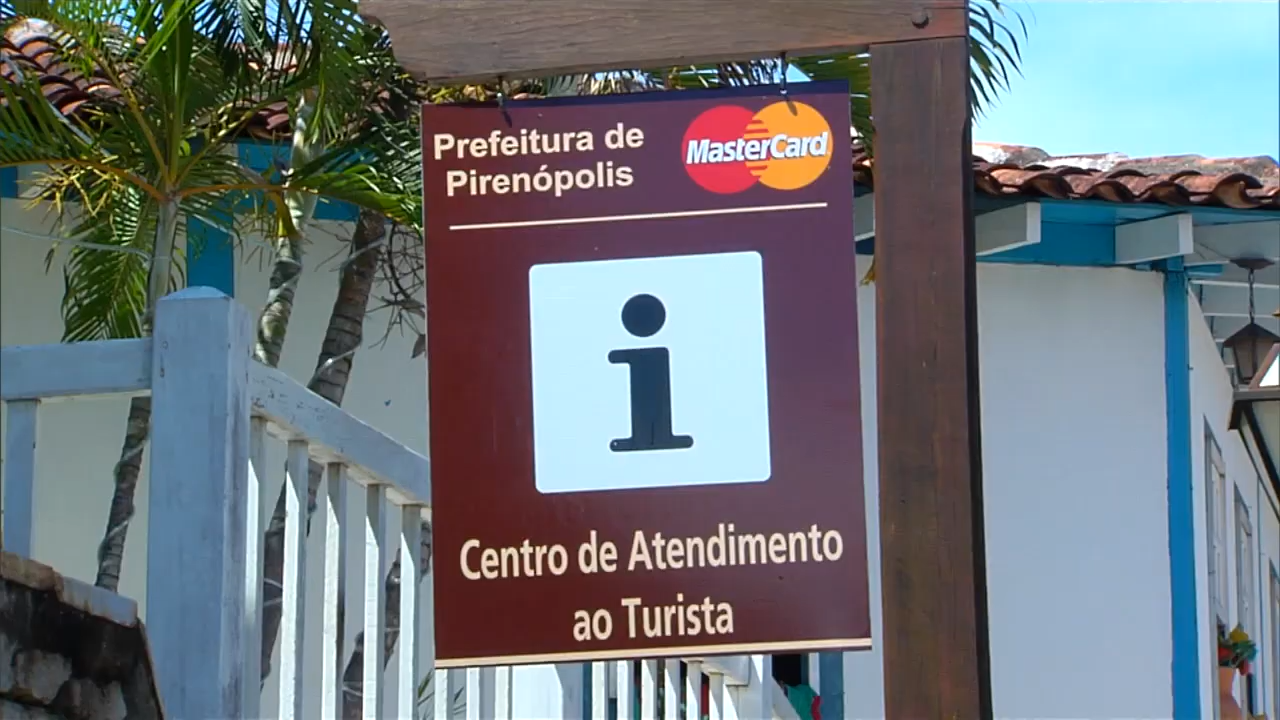 Prefeitura de
Pirenópolis
MasterCard
i
Centro de Atendimento
ao Turista